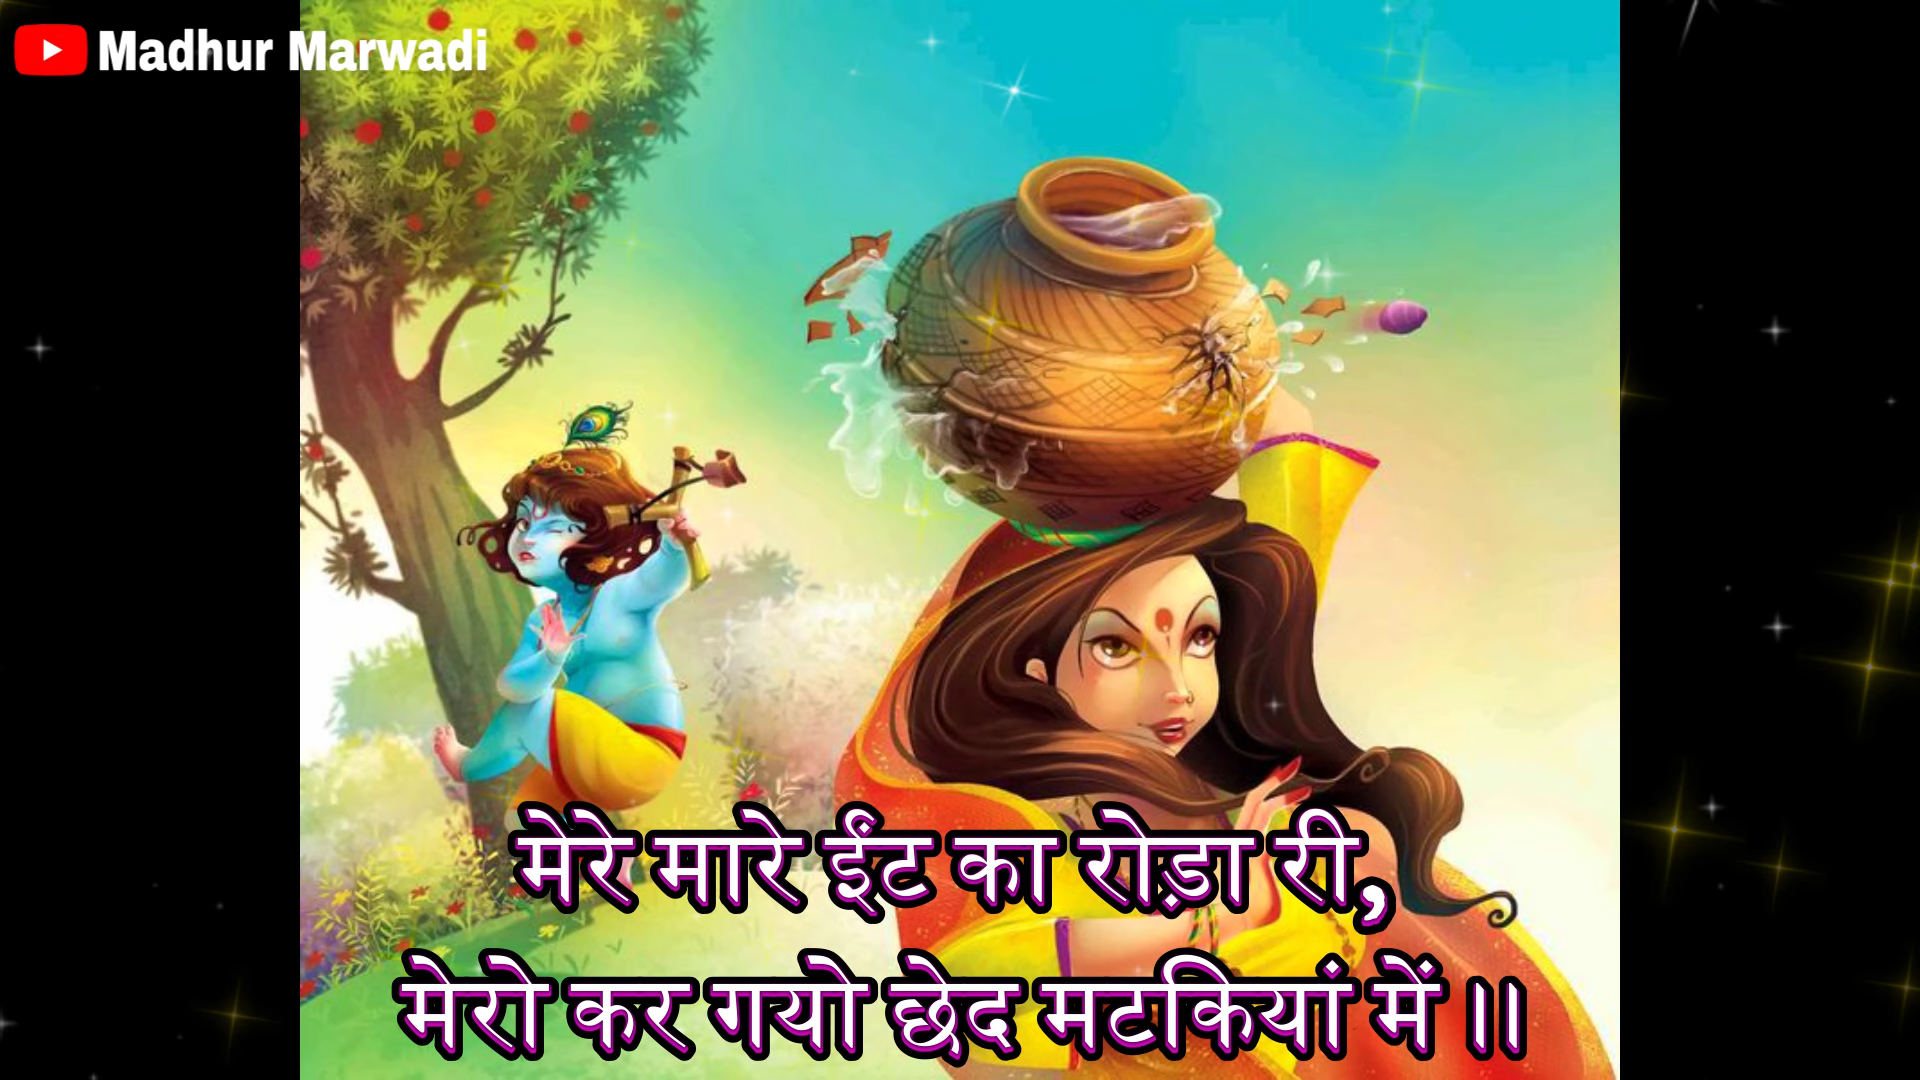 Madhur Marwadi
मेरे मारे ईंट का रोड़ा री,
मेरो कर गयो छेद मटकियां में ।।